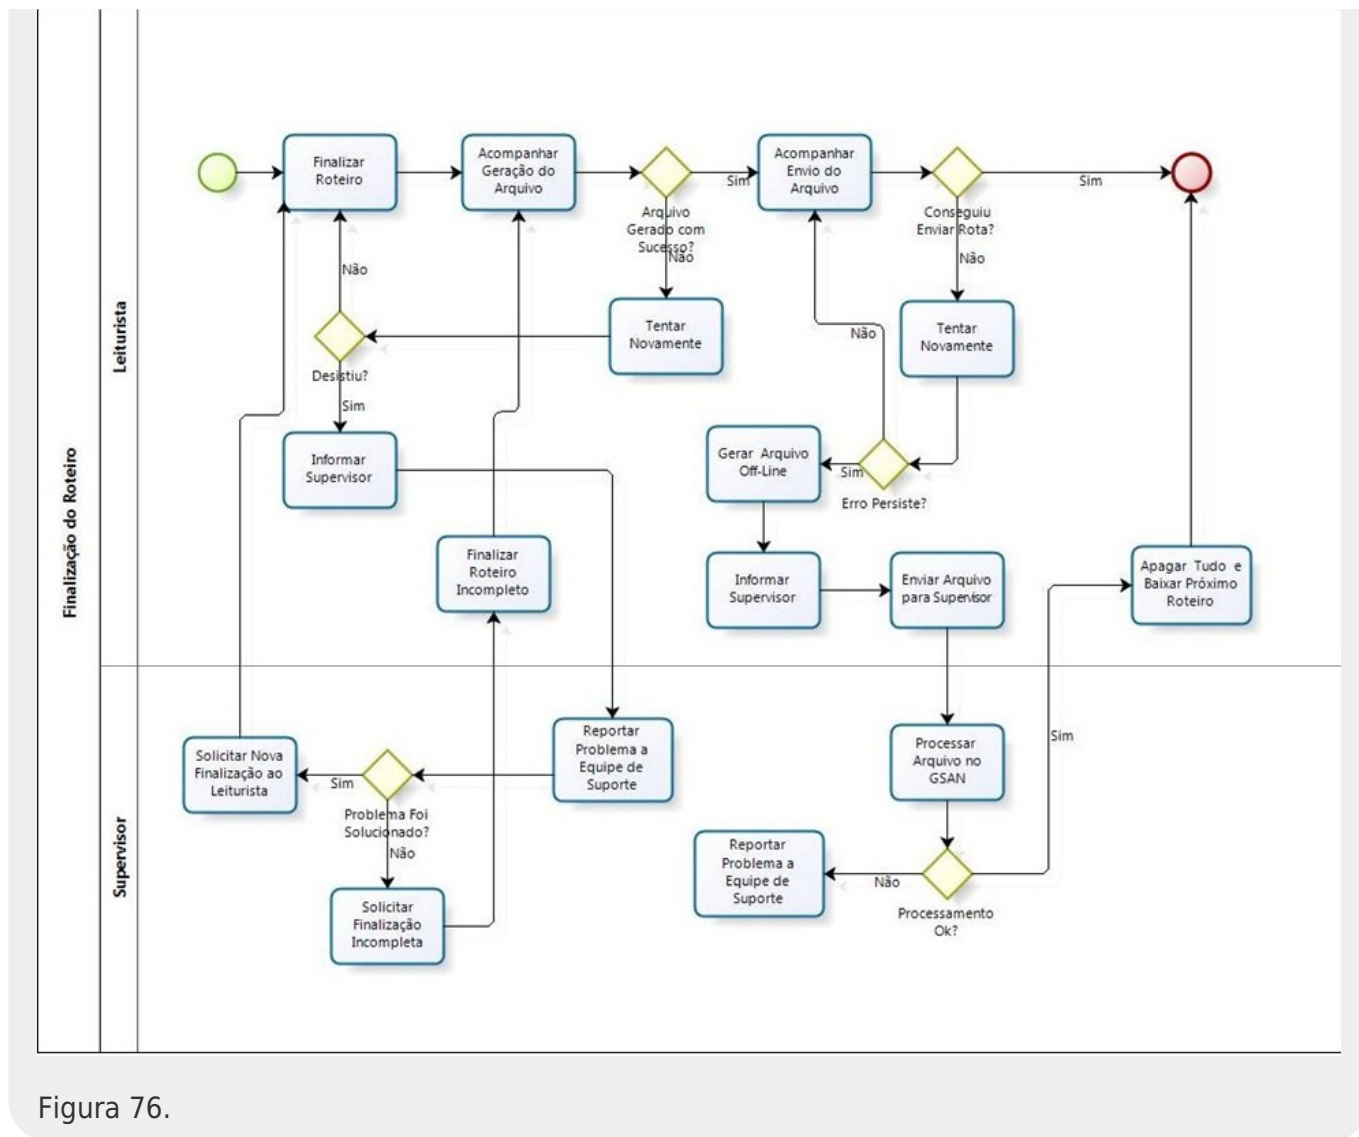 Finalização do Roteiro
Leiturista
Supervisor
Finalizar
Roteiro
Acompanhar
Geração do
Arquivo
Arquivo
Gerado com
Sucesso?
Sim
Não
Acompanhar
Envio do
Arquivo
Conseguiu
Enviar Rota?
Sim
Não
Tentar
Novamente
Tentar
Novamente
Não
Desistiu?
Sim
Informar
Supervisor
Não
Sim
Erro Persiste?
Gerar Arquivo
Off-Line
Finalizar
Roteiro
Incompleto
Informar
Supervisor
Enviar Arquivo
para Supervisor
Apagar Tudo e
Baixar Próximo
Roteiro
Solicitar Nova
Finalização ao
Leiturista
Sim
Problema Foi
Solucionado?
Não
Reportar
Problema a
Equipe de
Suporte
Processar
Arquivo no
GSAN
Sim
Reportar
Problema a
Equipe de
Suporte
Não
Processamento
Ok?
Solicitar
Finalização
Incompleta
Figura 76.